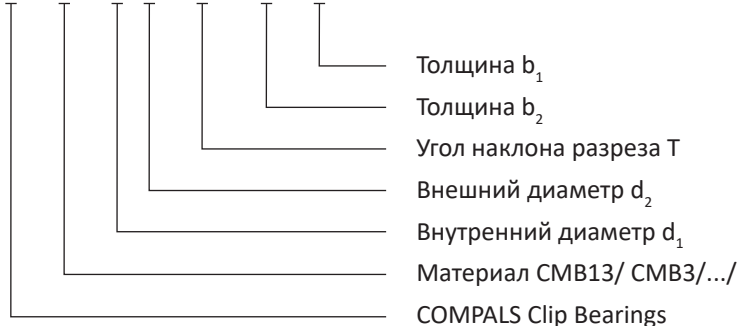 Толщина b₁
Толщина b₂
Угол наклона разреза T
Внешний диаметр d₂
Внутренний диаметр d₁
Материал CMB13/ CMB3/.../
COMPALS Clip Bearings